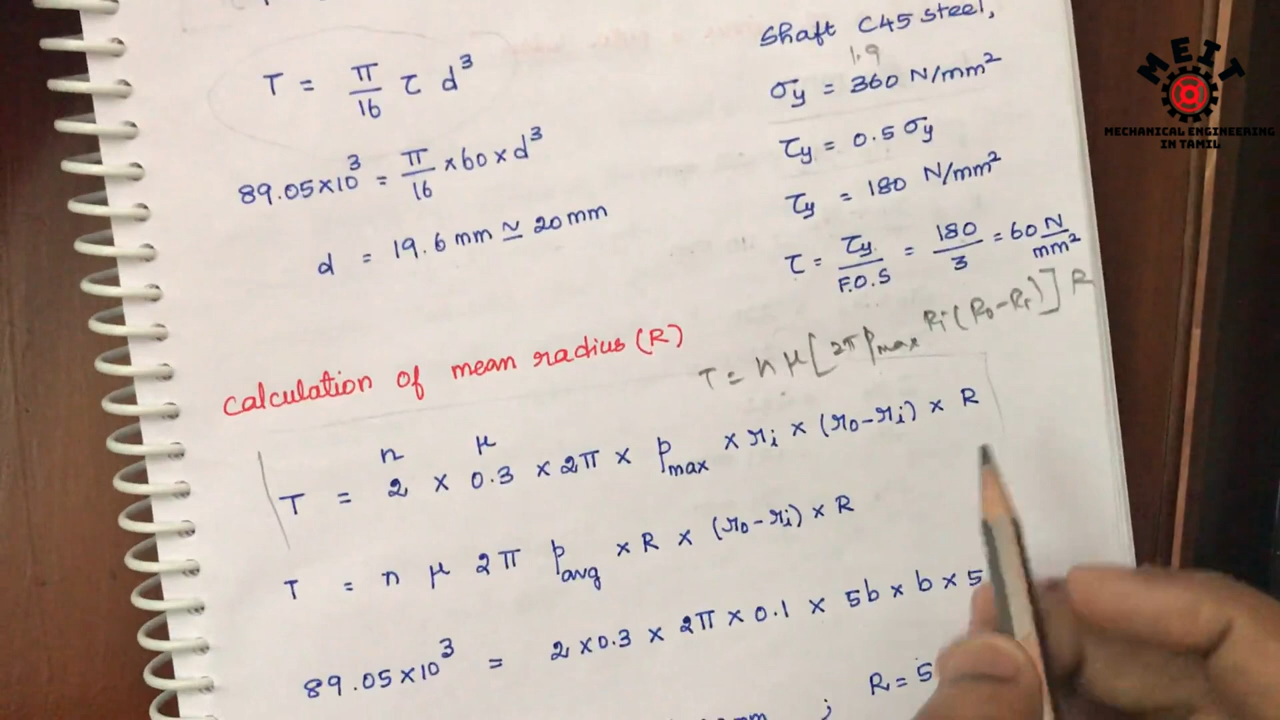 Shaft C45 steel,
1.9
σy = 360 N/mm²
τy = 0.5 σy
τy = 180 N/mm²
τ = τy/F.O.S = 180/3 = 60 N/mm²
T = π/16 τ d³
89.05×10³ = π/16 ×60×d³
d = 19.6 mm ≃ 20mm
T = n μ [2π pmax Ri (Ro-Ri)] R
calculation of mean radius (R)
n μ
T = 2 × 0.3 × 2π × pmax × ri × (ro-ri) × R
T = n μ 2π pavg × R × (ro-ri) × R
89.05×10³ = 2×0.3 × 2π × 0.1 × 5b × b × 5
mm ; R = 5
MEIT
MECHANICAL ENGINEERING
IN TAMIL